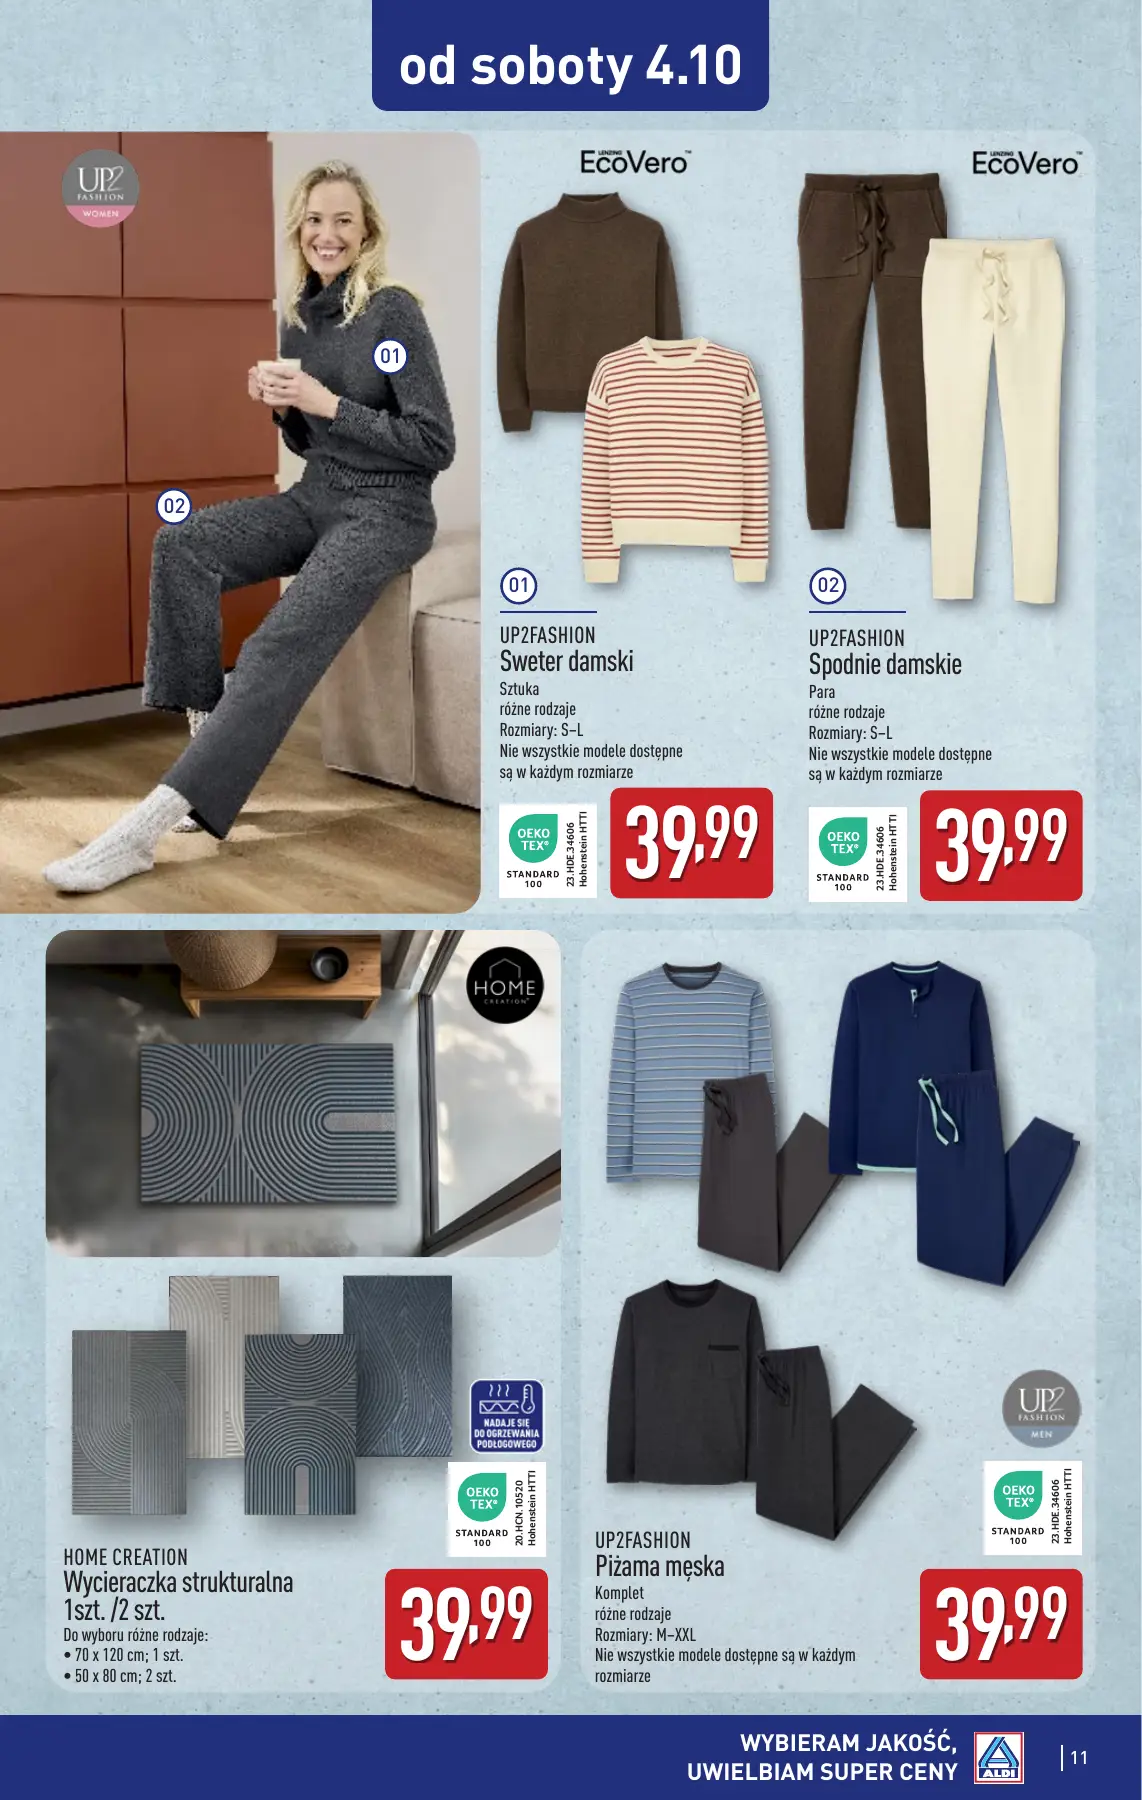 od soboty 4.10
UP2
FASHION
WOMEN
01
02
LENZING™
EcoVero
LENZING™
EcoVero
01
UP2FASHION
Sweter damski
Sztuka
różne rodzaje
Rozmiary: S–L
Nie wszystkie modele dostępne
są w każdym rozmiarze
OEKO
TEX®
STANDARD
100
23.HDE.34606
Hohenstein HTTI
39,99
02
UP2FASHION
Spodnie damskie
Para
różne rodzaje
Rozmiary: S–L
Nie wszystkie modele dostępne
są w każdym rozmiarze
OEKO
TEX®
STANDARD
100
23.HDE.34606
Hohenstein HTTI
39,99
HOME
CREATION
NADAJE SIĘ
DO OGRZEWANIA
PODŁOGOWEGO
OEKO
TEX®
STANDARD
100
20.HCN.10520
Hohenstein HTTI
HOME CREATION
Wycieraczka strukturalna
1szt. /2 szt.
Do wyboru różne rodzaje:
• 70 x 120 cm; 1 szt.
• 50 x 80 cm; 2 szt.
39,99
UP2
FASHION
MEN
OEKO
TEX®
STANDARD
100
23.HDE.34606
Hohenstein HTTI
UP2FASHION
Piżama męska
Komplet
różne rodzaje
Rozmiary: M–XXL
Nie wszystkie modele dostępne są w każdym
rozmiarze
39,99
WYBIERAM JAKOŚĆ,
UWIELBIAM SUPER CENY
ALDI
11